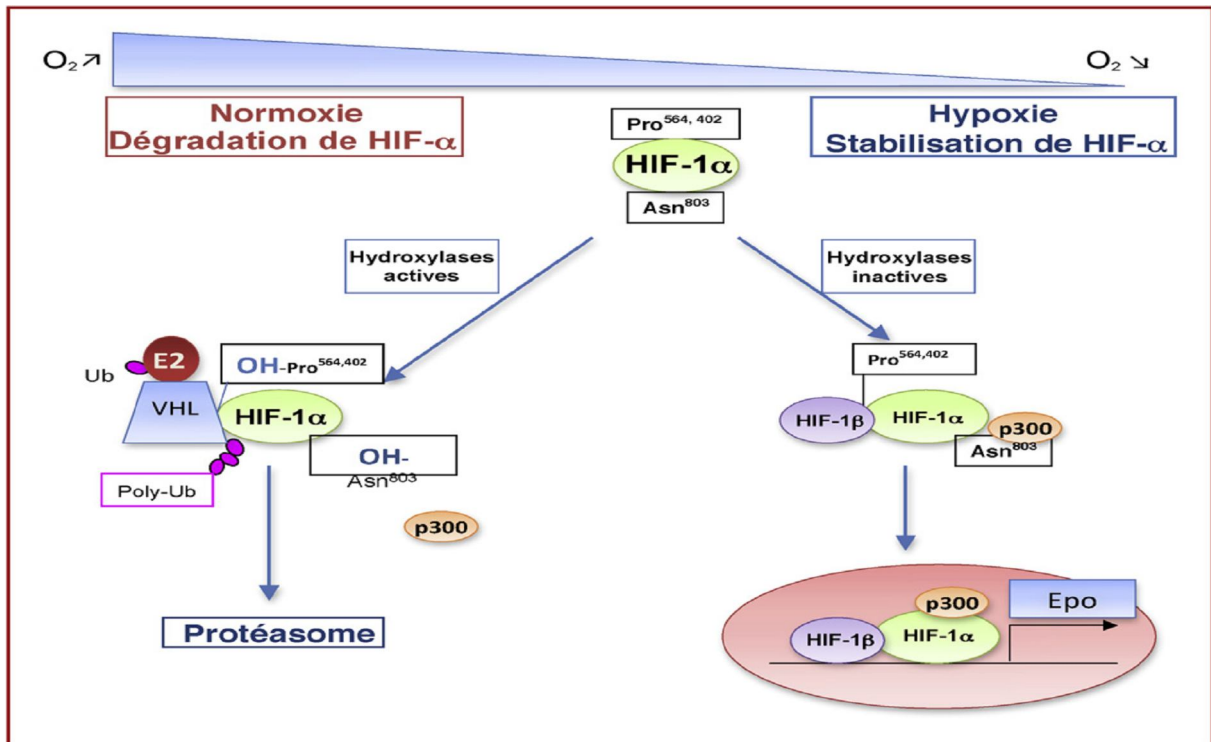 O₂ ↗
O₂ ↘
Normoxie
Dégradation de HIF-α
Hypoxie
Stabilisation de HIF-α
Pro⁵⁶⁴, ⁴⁰²
HIF-1α
Asn⁸⁰³
Hydroxylases
actives
Hydroxylases
inactives
Ub
E2
OH-Pro⁵⁶⁴,⁴⁰²
VHL
HIF-1α
OH-
Asn⁸⁰³
Poly-Ub
p300
Protéasome
Pro⁵⁶⁴,⁴⁰²
HIF-1β
HIF-1α
p300
Asn⁸⁰³
p300
Epo
HIF-1β
HIF-1α